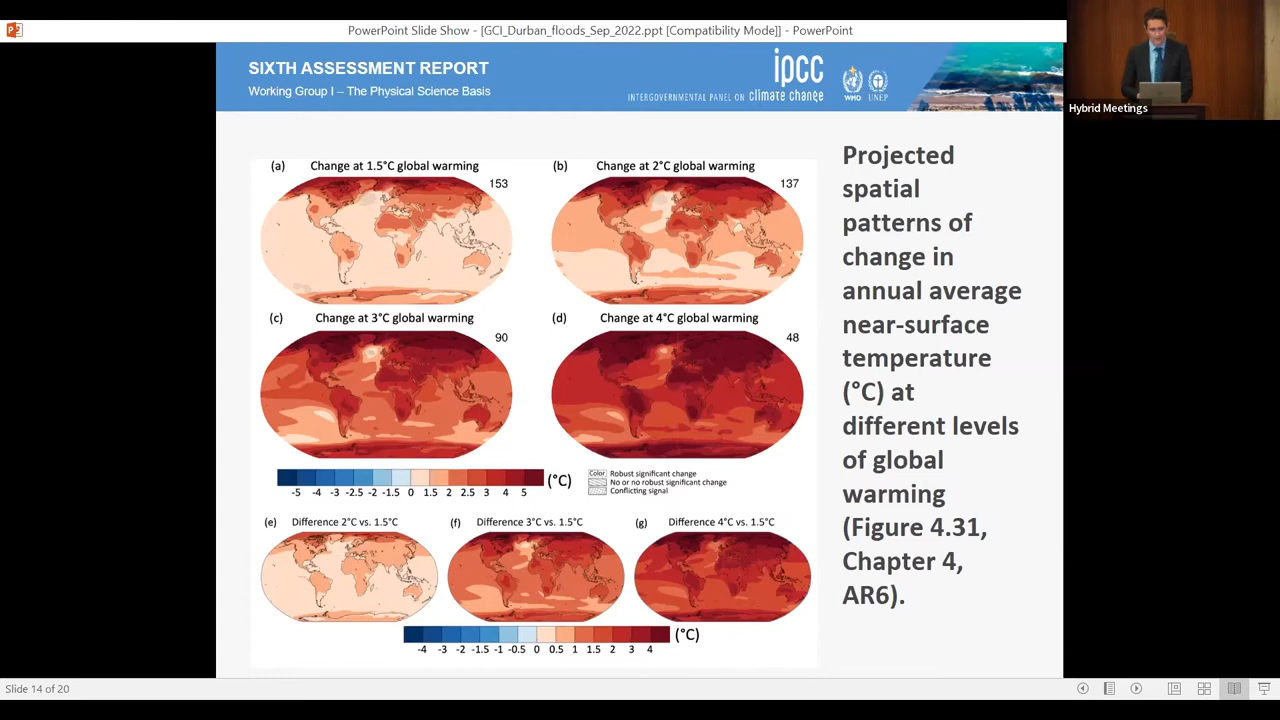 PowerPoint Slide Show - [GCI_Durban_floods_Sep_2022.ppt [Compatibility Mode]] - PowerPoint
SIXTH ASSESSMENT REPORT
Working Group I – The Physical Science Basis
ipcc
INTERGOVERNMENTAL PANEL ON climate change
WMO
UNEP
Hybrid Meetings
(a) Change at 1.5°C global warming
153
(b) Change at 2°C global warming
137
(c) Change at 3°C global warming
90
(d) Change at 4°C global warming
48
-5 -4 -3 -2.5 -2 -1.5 0 1.5 2 2.5 3 4 5
(°C)
Color Robust significant change
No or no robust significant change
Conflicting signal
(e) Difference 2°C vs. 1.5°C
(f) Difference 3°C vs. 1.5°C
(g) Difference 4°C vs. 1.5°C
-4 -3 -2 -1.5 -1 -0.5 0 0.5 1 1.5 2 3 4
(°C)
Projected
spatial
patterns of
change in
annual average
near-surface
temperature
(°C) at
different levels
of global
warming
(Figure 4.31,
Chapter 4,
AR6).
Slide 14 of 20